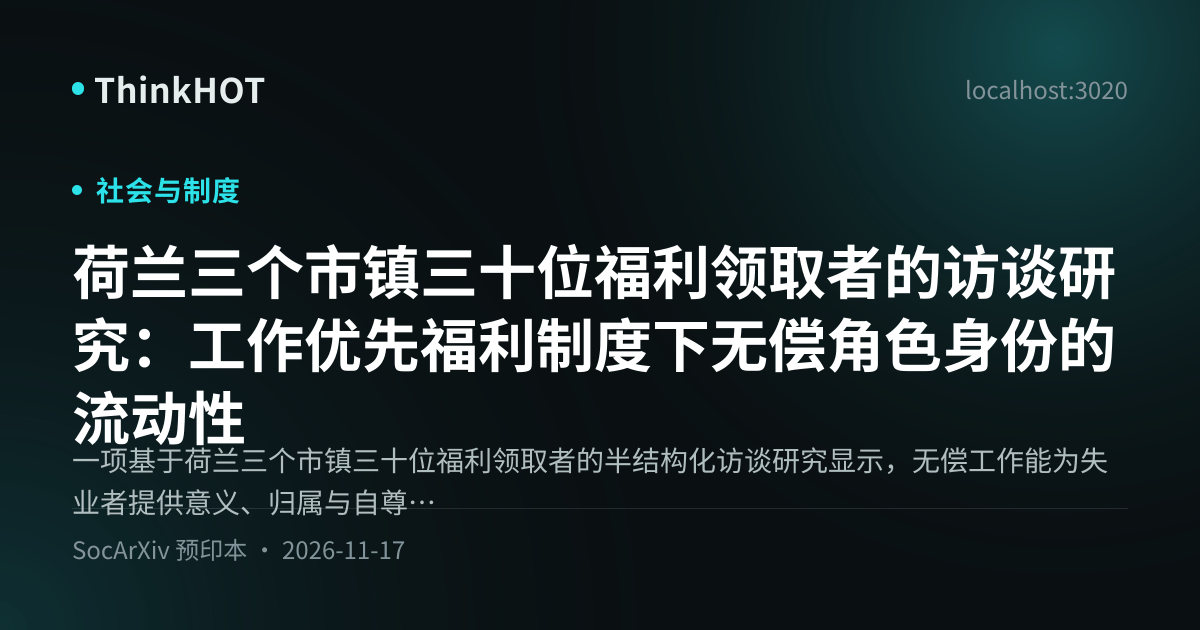 ThinkHOT
localhost:3020
社会与制度
荷兰三个市镇三十位福利领取者的访谈研
究：工作优先福利制度下无偿角色身份的
流动性
一项基于荷兰三个市镇三十位福利领取者的半结构化访谈研究显示，无偿工作能为失
业者提供意义、归属与自尊…
SocArXiv 预印本 • 2026-11-17